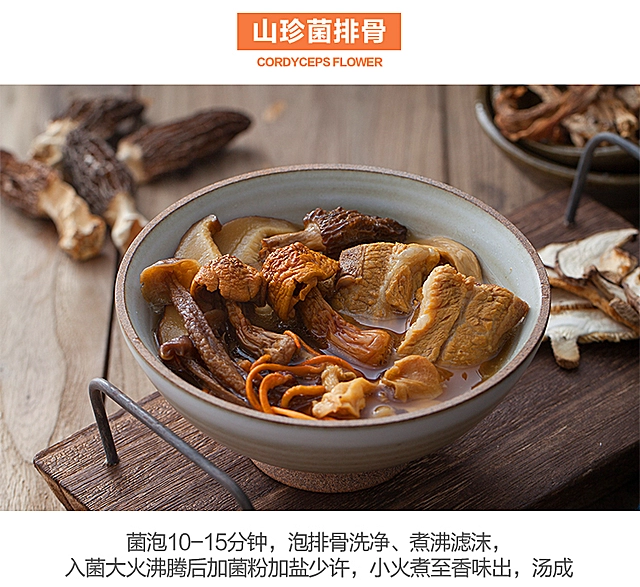 山珍菌排骨
CORDYCEPS FLOWER
菌泡10-15分钟，泡排骨洗净、煮沸滤沫，
入菌大火沸腾后加菌粉加盐少许，小火煮至香味出，汤成